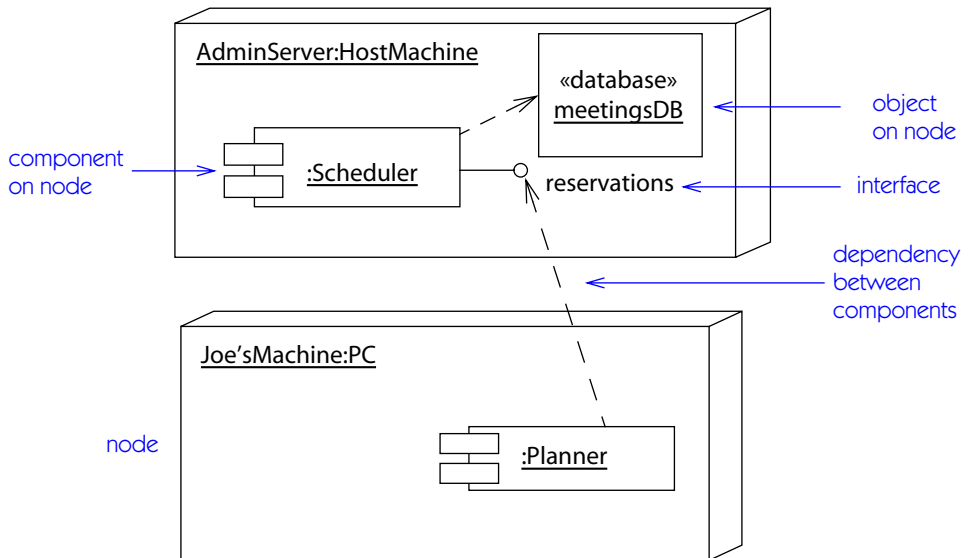 AdminServer:HostMachine
«database»
meetingsDB
object
on node
component
on node
:Scheduler
reservations
interface
dependency
between
components
Joe'sMachine:PC
node
:Planner